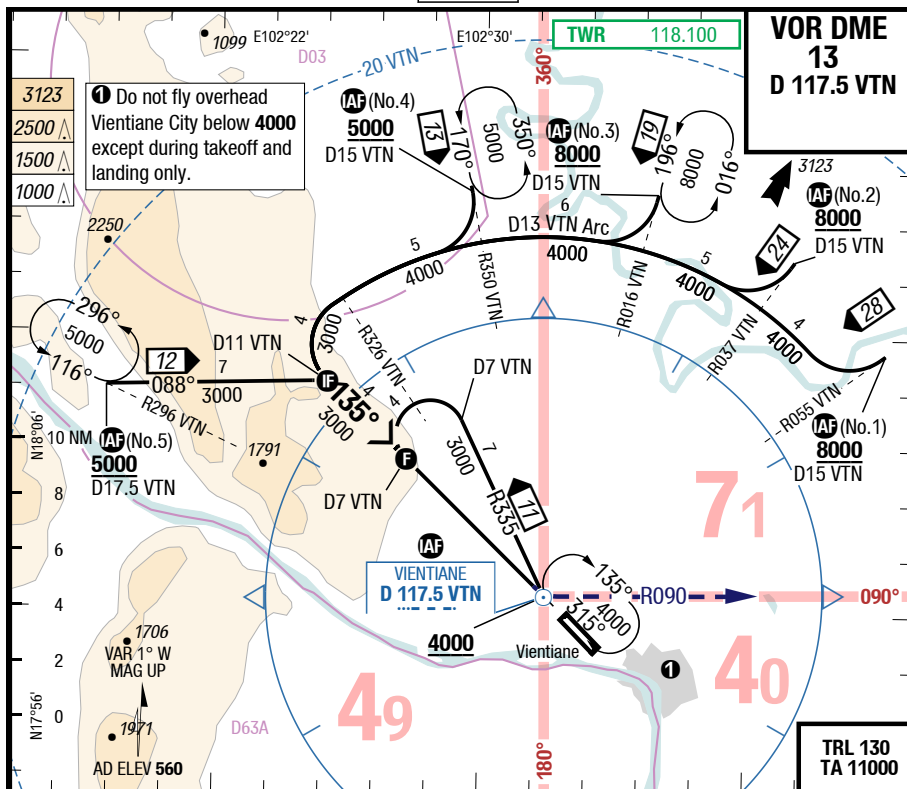 VOR DME
13
D 117.5 VTN
TWR 118.100
1099
E102°22'
D03
E102°30'
360°
20 VTN
3123
2500
1500
1000
❶ Do not fly overhead
Vientiane City below 4000
except during takeoff and
landing only.
IAF (No.4)
5000
D15 VTN
13
170°
5000
350°
IAF (No.3)
8000
D15 VTN
19
196°
8000
016°
3123
IAF (No.2)
8000
D15 VTN
24
28
2250
6
D13 VTN Arc
4000
5
4000
R350 VTN
R016 VTN
5
4000
R037 VTN
4
4000
R055 VTN
IAF (No.1)
8000
D15 VTN
4
3000
R326 VTN
D11 VTN
IF
296°
5000
116°
12
7
088°
3000
R296 VTN
135°
4
3000
4
D7 VTN
7
3000
R335
11
N18°06'
10 NM
IAF (No.5)
5000
D17.5 VTN
1791
F
D7 VTN
8
6
4
2
0
N17°56'
71
IAF
VIENTIANE
D 117.5 VTN
4000
135°
4000
315°
R090
090°
Vientiane
❶
1706
VAR 1° W
MAG UP
1971
AD ELEV 560
D63A
49
40
180°
TRL 130
TA 11000